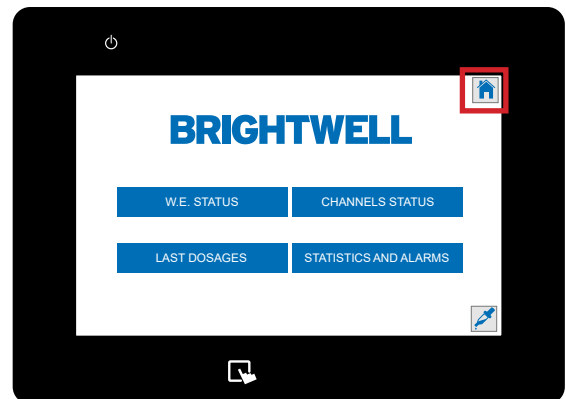 BRIGHTWELL
W.E. STATUS
CHANNELS STATUS
LAST DOSAGES
STATISTICS AND ALARMS